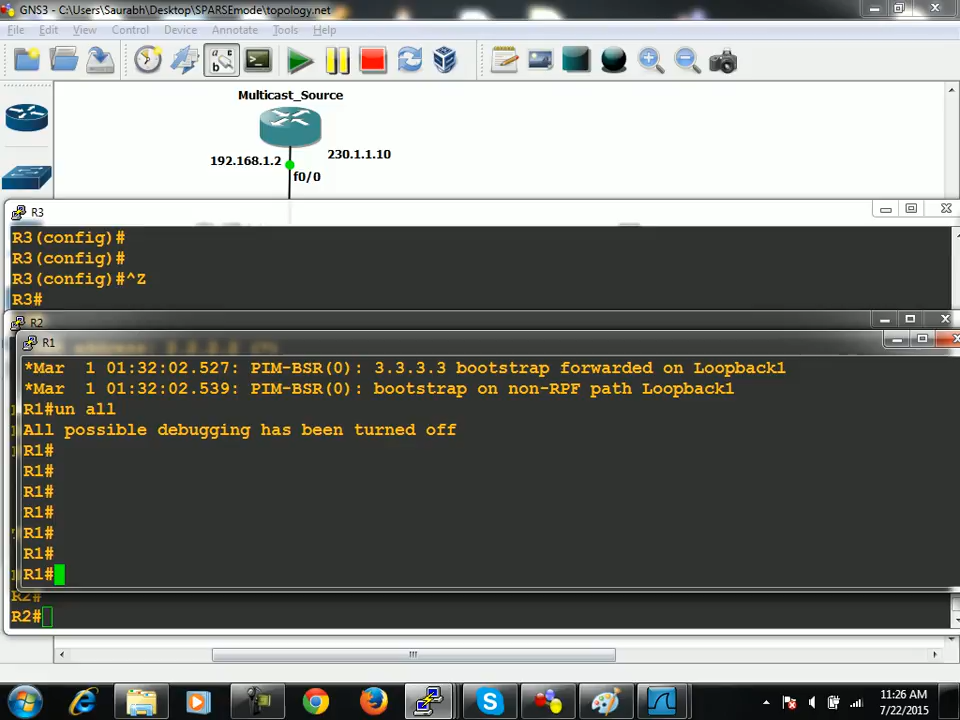 GNS3 - C:\Users\Saurabh\Desktop\SPARSEmode\topology.net
File Edit View Control Device Annotate Tools Help
Multicast_Source
192.168.1.2
230.1.1.10
f0/0
R3
R3(config)#
R3(config)#
R3(config)#^Z
R3#
R2
R1
*Mar  1 01:32:02.527: PIM-BSR(0): 3.3.3.3 bootstrap forwarded on Loopback1
*Mar  1 01:32:02.539: PIM-BSR(0): bootstrap on non-RPF path Loopback1
R1#un all
All possible debugging has been turned off
R1#
R1#
R1#
R1#
R1#
R1#
R1#
R2#
R2#
11:26 AM
7/22/2015